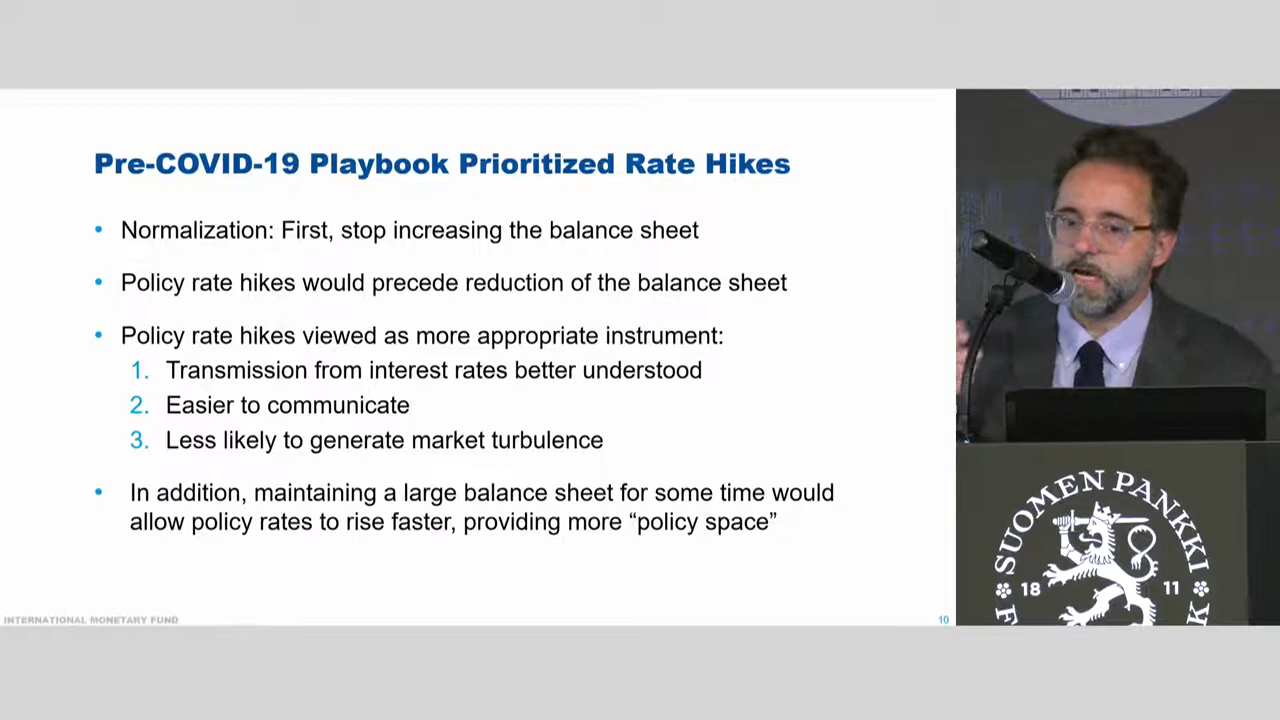 Pre-COVID-19 Playbook Prioritized Rate Hikes
• Normalization: First, stop increasing the balance sheet
• Policy rate hikes would precede reduction of the balance sheet
• Policy rate hikes viewed as more appropriate instrument:
1. Transmission from interest rates better understood
2. Easier to communicate
3. Less likely to generate market turbulence
• In addition, maintaining a large balance sheet for some time would
allow policy rates to rise faster, providing more “policy space”
INTERNATIONAL MONETARY FUND
10
SUOMEN PANKKI
18 11